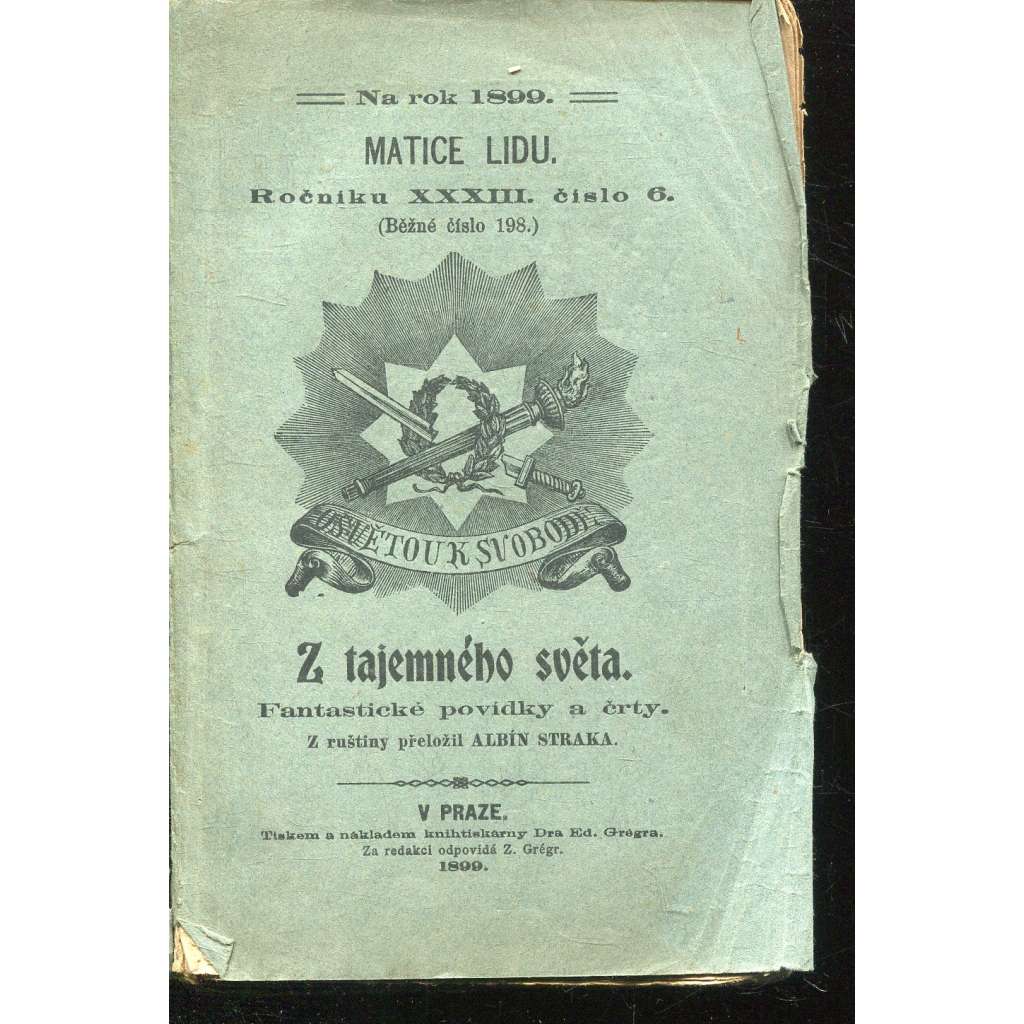 Na rok 1899.
MATICE LIDU.
Ročníku XXXIII. číslo 6.
(Běžné číslo 198.)
OSVĚTOU K SVOBODĚ
Z tajemného světa.
Fantastické povídky a črty.
Z ruštiny přeložil ALBÍN STRAKA.
V PRAZE.
Tiskem a nákladem knihtiskárny Dra Ed. Grégra.
Za redakci odpovídá Z. Grégr.
1899.